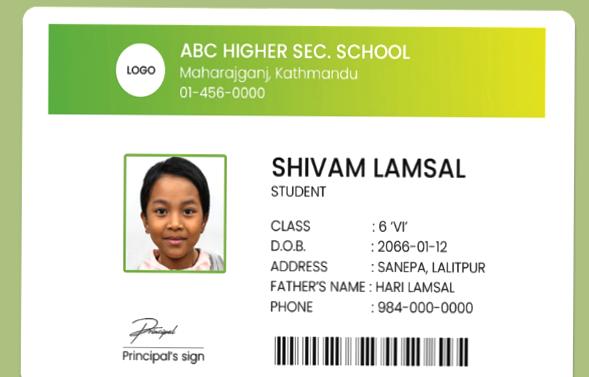 LOGO
ABC HIGHER SEC. SCHOOL
Maharajganj, Kathmandu
01-456-0000
SHIVAM LAMSAL
STUDENT
CLASS : 6 ‘VI’
D.O.B. : 2066-01-12
ADDRESS : SANEPA, LALITPUR
FATHER’S NAME : HARI LAMSAL
PHONE : 984-000-0000
Principal
Principal’s sign